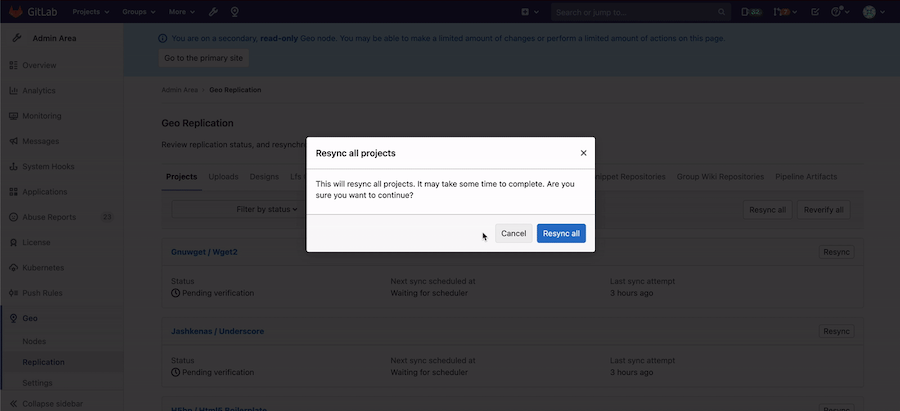 GitLab
Projects
Groups
More
Search or jump to...
Admin Area
You are on a secondary, read-only Geo node. You may be able to make a limited amount of changes or perform a limited amount of actions on this page.
Go to the primary site
Overview
Analytics
Monitoring
Messages
System Hooks
Applications
Abuse Reports 23
License
Kubernetes
Push Rules
Geo
Nodes
Replication
Settings
Collapse sidebar
Admin Area › Geo Replication
Geo Replication
Review replication status, and resynchr
Projects Uploads Designs Lfs
nippet Repositories Group Wiki Repositories Pipeline Artifacts
Filter by status
Resync all
Reverify all
Resync all projects
This will resync all projects. It may take some time to complete. Are you
sure you want to continue?
Cancel
Resync all
Gnuwget / Wget2
Resync
Status Next sync scheduled at Last sync attempt
Pending verification Waiting for scheduler 3 hours ago
Jashkenas / Underscore
Resync
Status Next sync scheduled at Last sync attempt
Pending verification Waiting for scheduler 3 hours ago
H5bp / Html5 Boilerplate